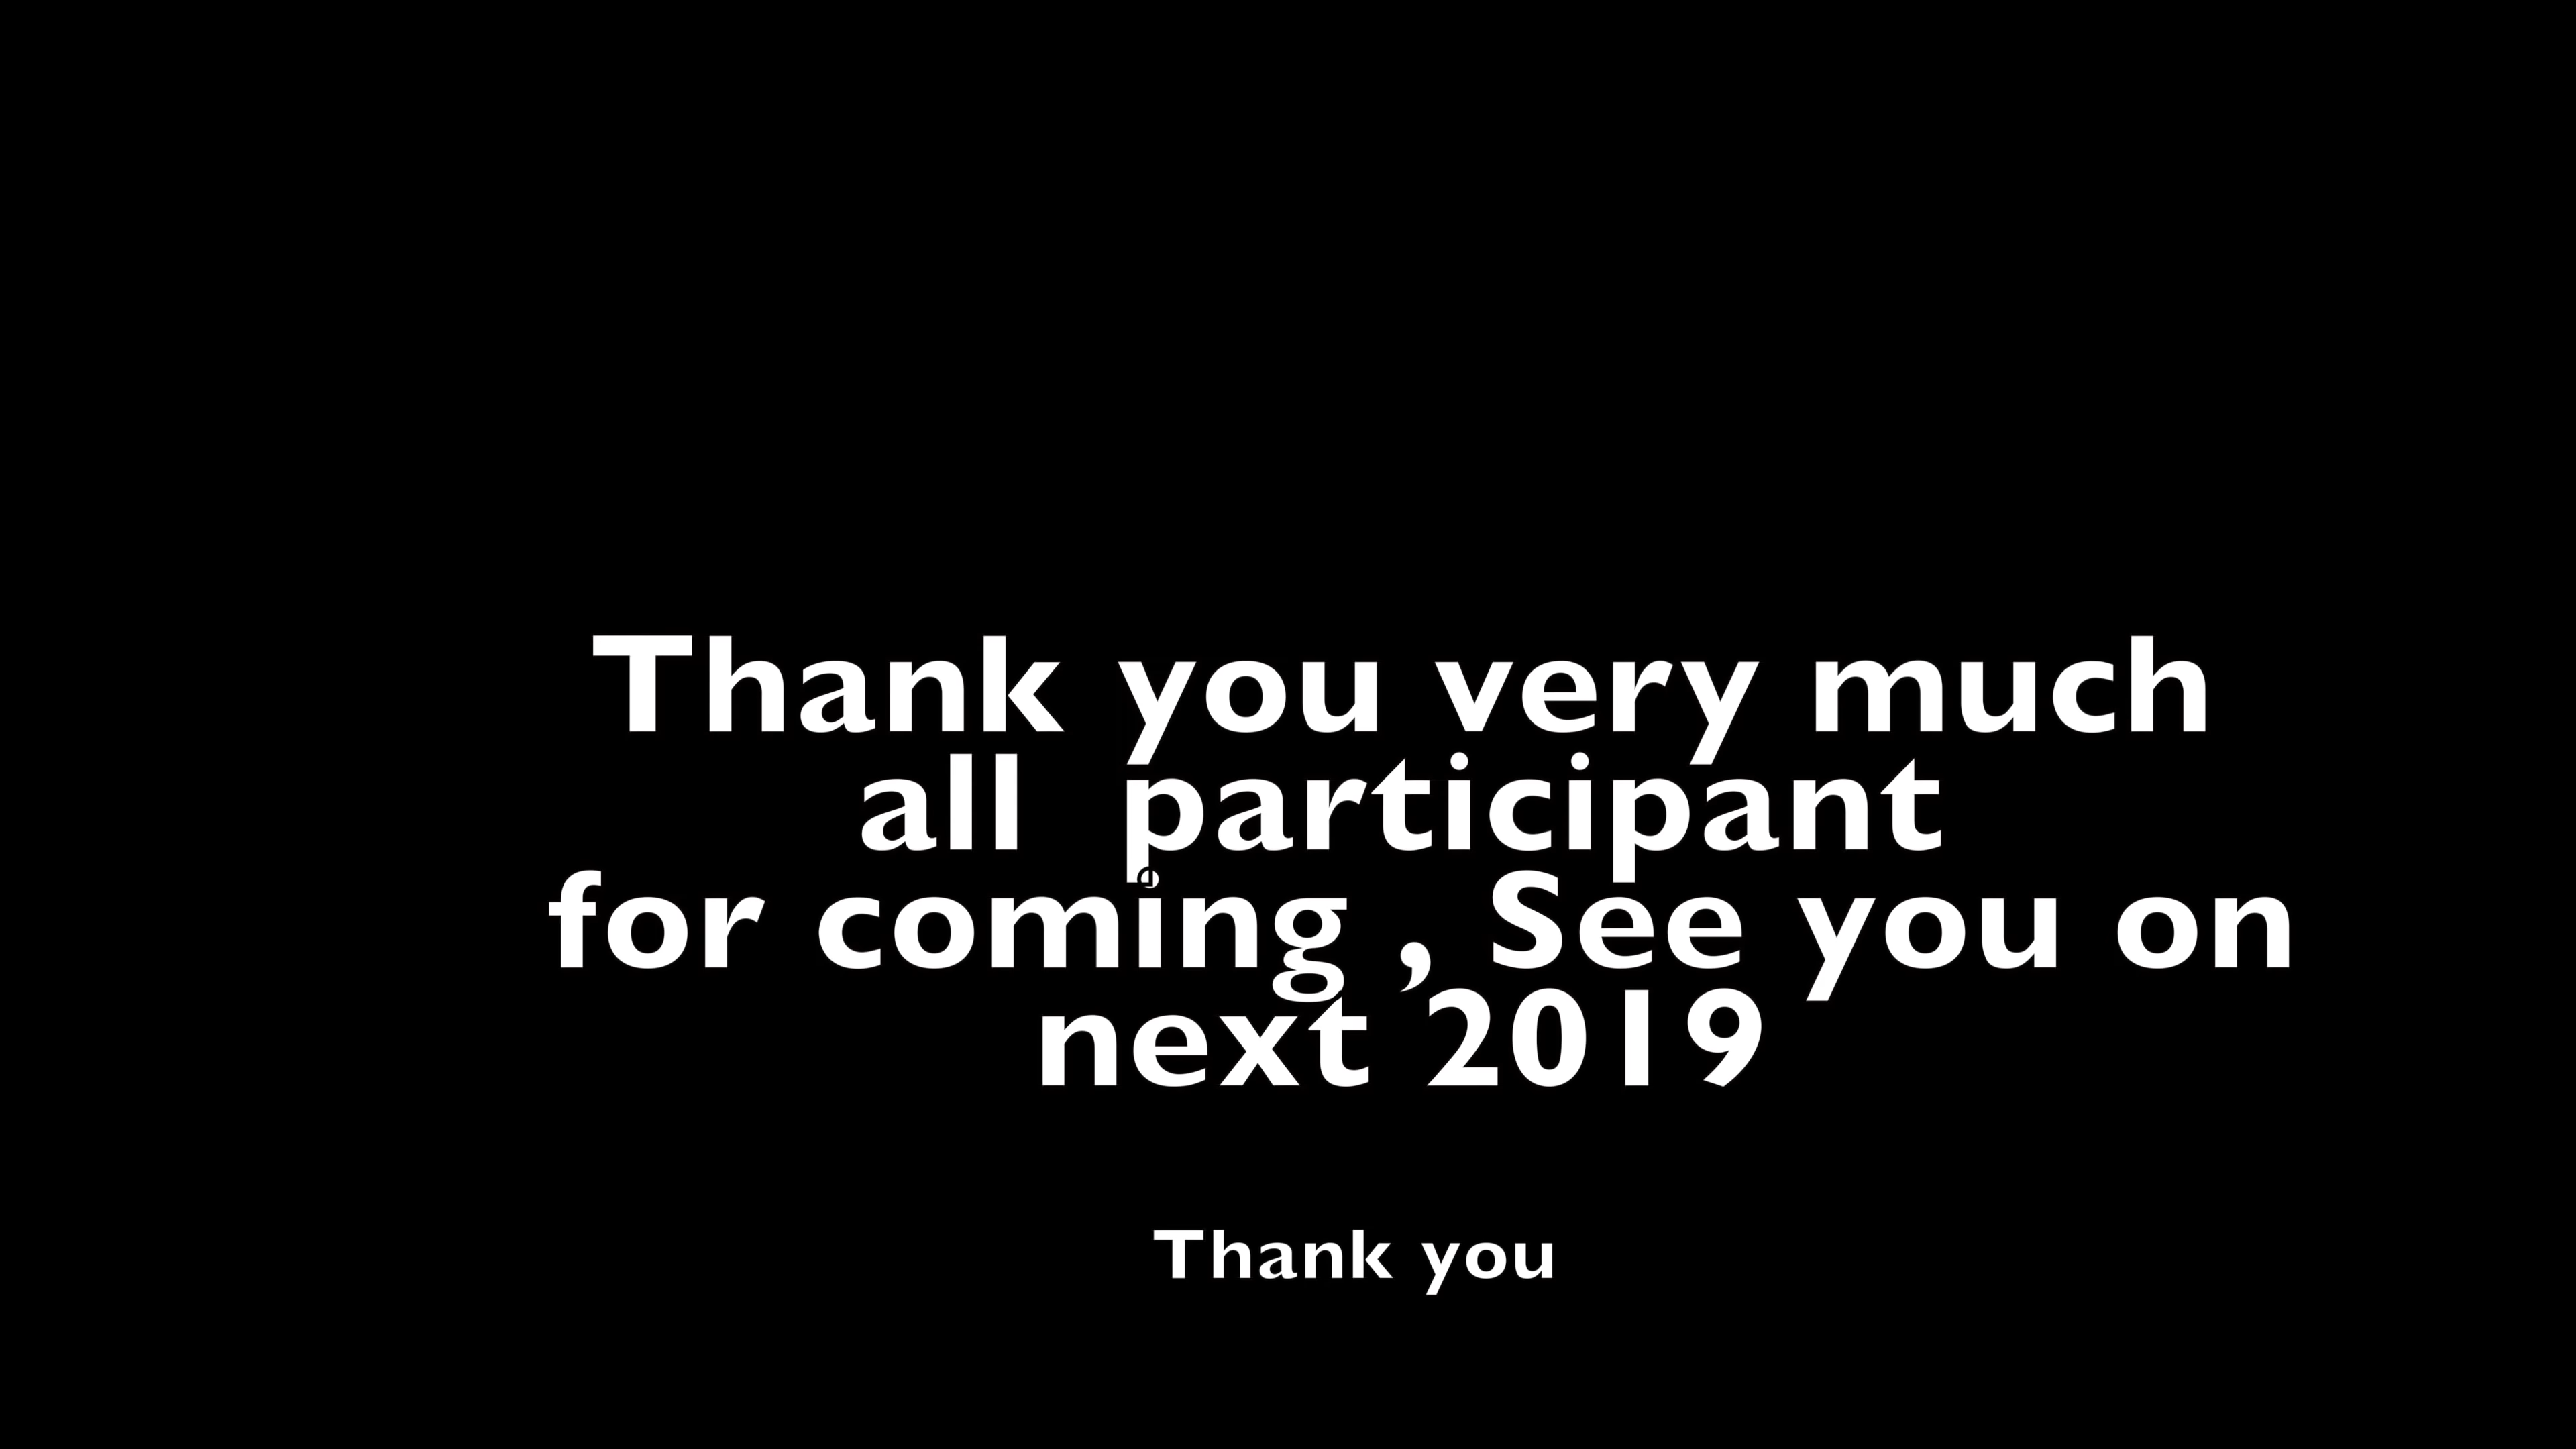 Thank you very much
all  participant
for coming , See you on
next 2019
Thank you